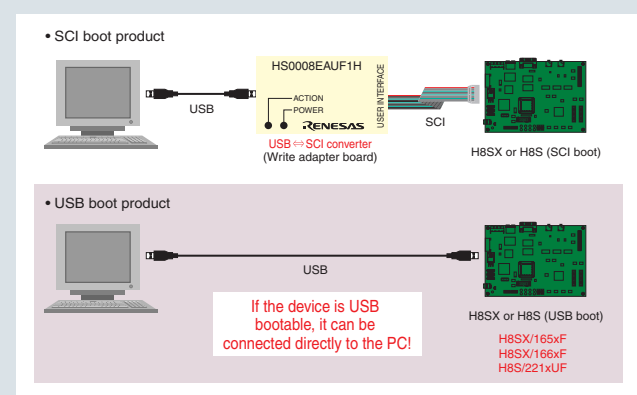 • SCI boot product
HS0008EAUF1H
ACTION
POWER
USER INTERFACE
RENESAS
USB
SCI
USB⇔SCI converter
(Write adapter board)
H8SX or H8S (SCI boot)
• USB boot product
USB
If the device is USB
bootable, it can be
connected directly to the PC!
H8SX or H8S (USB boot)
H8SX/165xF
H8SX/166xF
H8S/221xUF